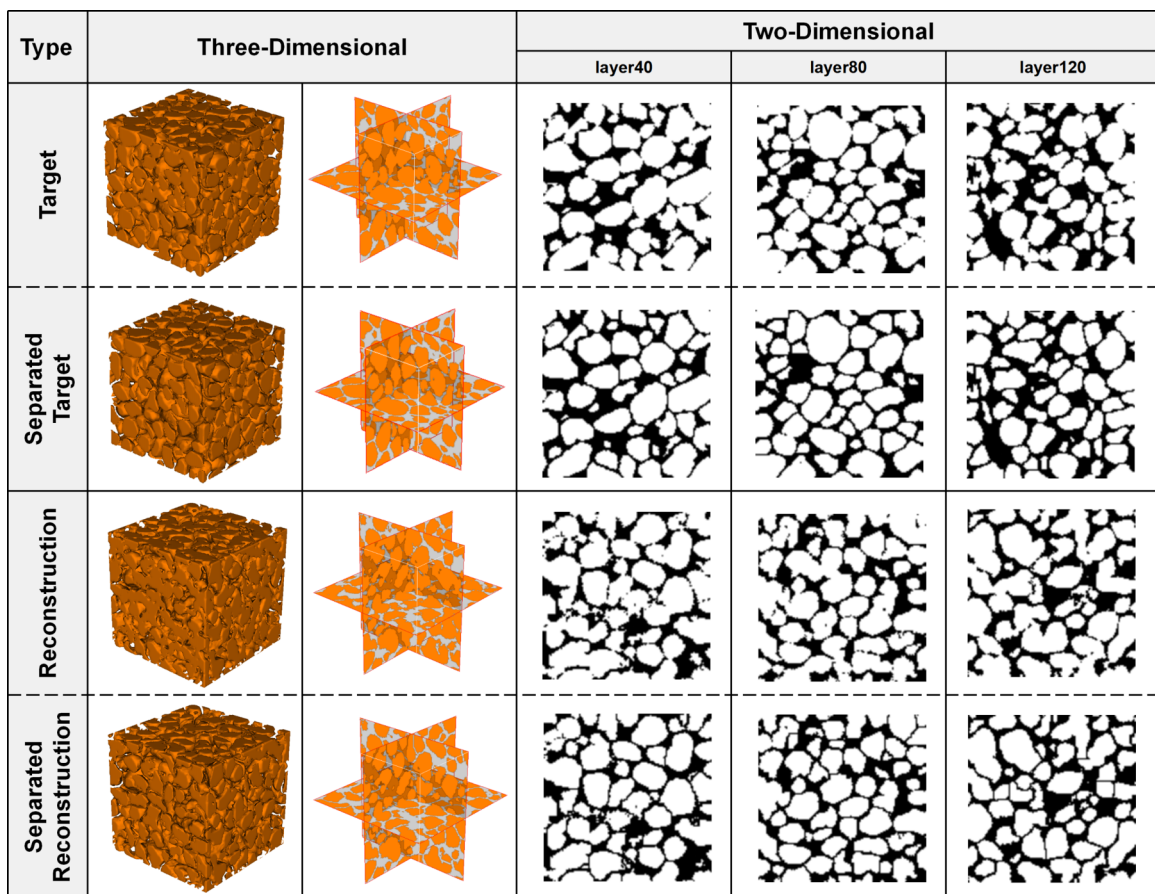 Type
Three-Dimensional
Two-Dimensional
layer40
layer80
layer120
Target
Separated
Target
Reconstruction
Separated
Reconstruction